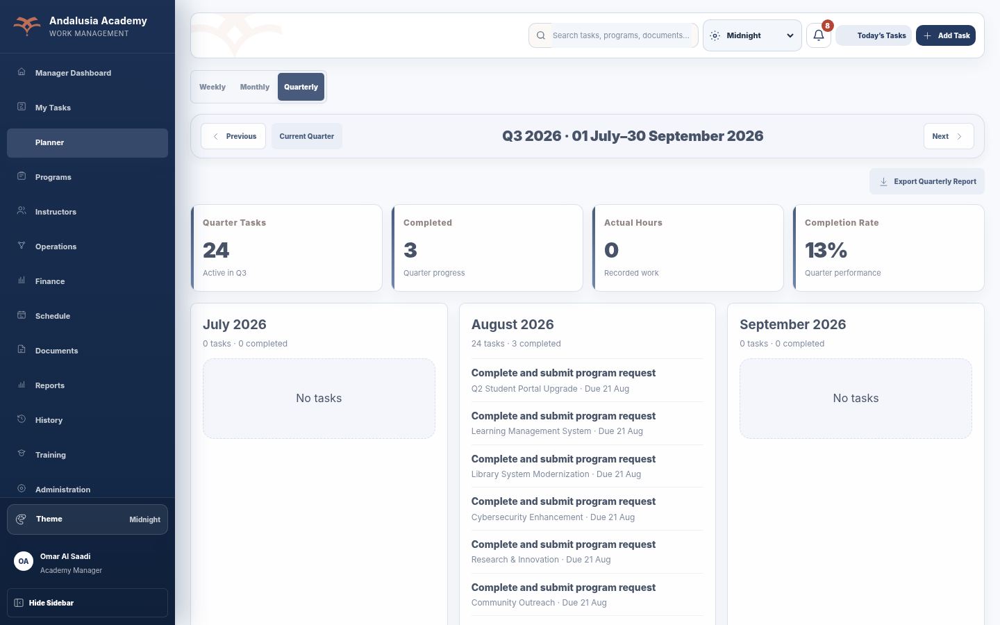 Andalusia Academy
WORK MANAGEMENT
Manager Dashboard
My Tasks
Planner
Programs
Instructors
Operations
Finance
Schedule
Documents
Reports
History
Training
Administration
Theme
Midnight
OA
Omar Al Saadi
Academy Manager
Hide Sidebar
Search tasks, programs, documents...
Midnight
8
Today's Tasks
Add Task
Weekly
Monthly
Quarterly
Previous
Current Quarter
Q3 2026 · 01 July–30 September 2026
Next
Export Quarterly Report
Quarter Tasks
24
Active in Q3
Completed
3
Quarter progress
Actual Hours
0
Recorded work
Completion Rate
13%
Quarter performance
July 2026
0 tasks · 0 completed
No tasks
August 2026
24 tasks · 3 completed
Complete and submit program request
Q2 Student Portal Upgrade · Due 21 Aug
Complete and submit program request
Learning Management System · Due 21 Aug
Complete and submit program request
Library System Modernization · Due 21 Aug
Complete and submit program request
Cybersecurity Enhancement · Due 21 Aug
Complete and submit program request
Research & Innovation · Due 21 Aug
Complete and submit program request
Community Outreach · Due 21 Aug
September 2026
0 tasks · 0 completed
No tasks